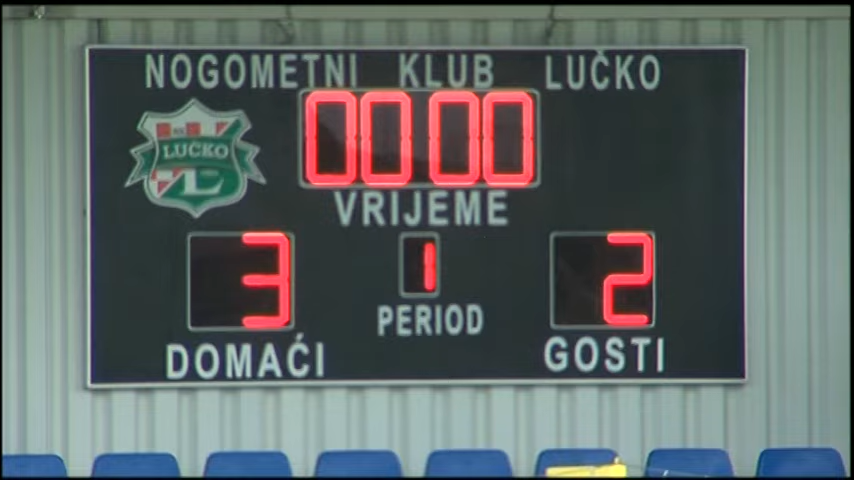 NOGOMETNI KLUB LUČKO
LUČKO
00 00
VRIJEME
3 1 2
PERIOD
DOMAĆI GOSTI